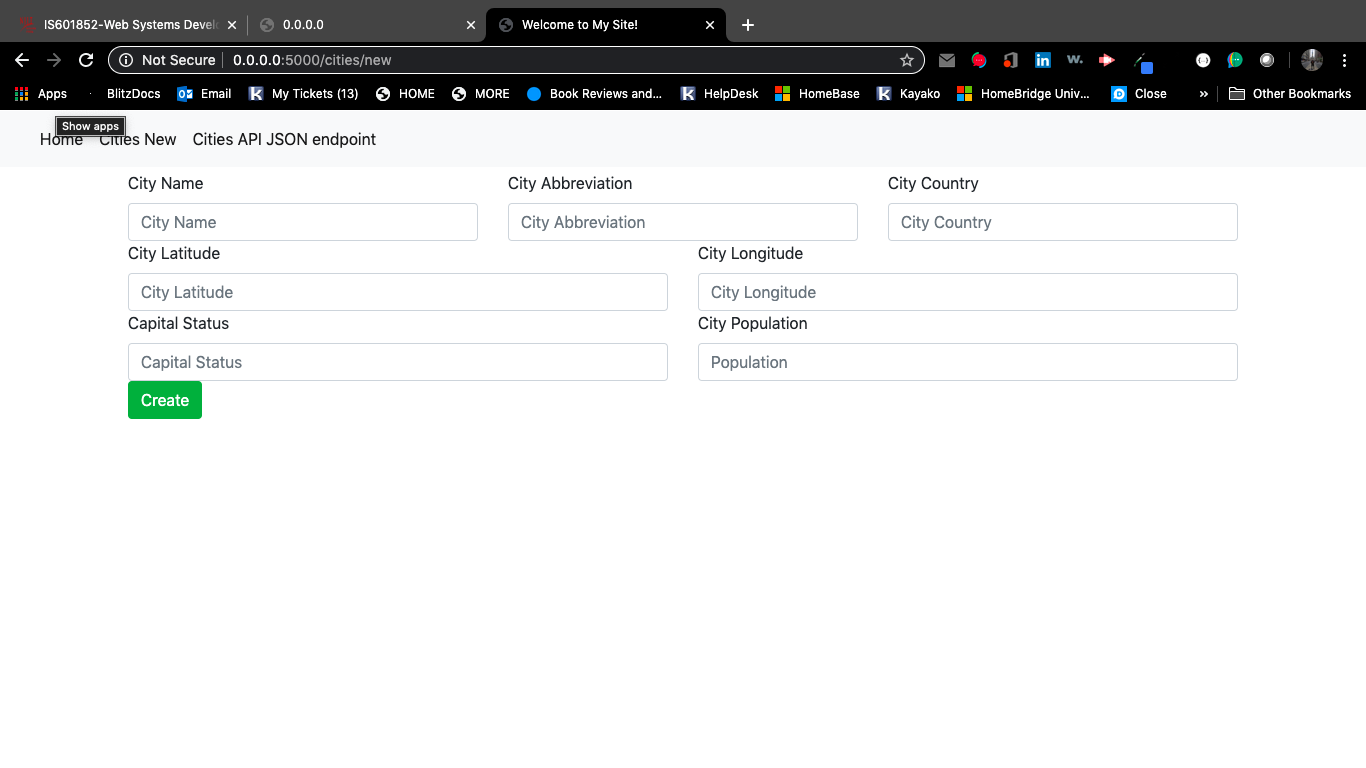 IS601852-Web Systems Devel
0.0.0.0
Welcome to My Site!
Not Secure
0.0.0.0:5000/cities/new
w.
Apps
BlitzDocs
Email
My Tickets (13)
HOME
MORE
Book Reviews and...
HelpDesk
HomeBase
Kayako
HomeBridge Univ...
Close
»
Other Bookmarks
Show apps
Home Cities New Cities API JSON endpoint
City Name City Abbreviation City Country
City Name City Abbreviation City Country
City Latitude City Longitude
City Latitude City Longitude
Capital Status City Population
Capital Status Population
Create